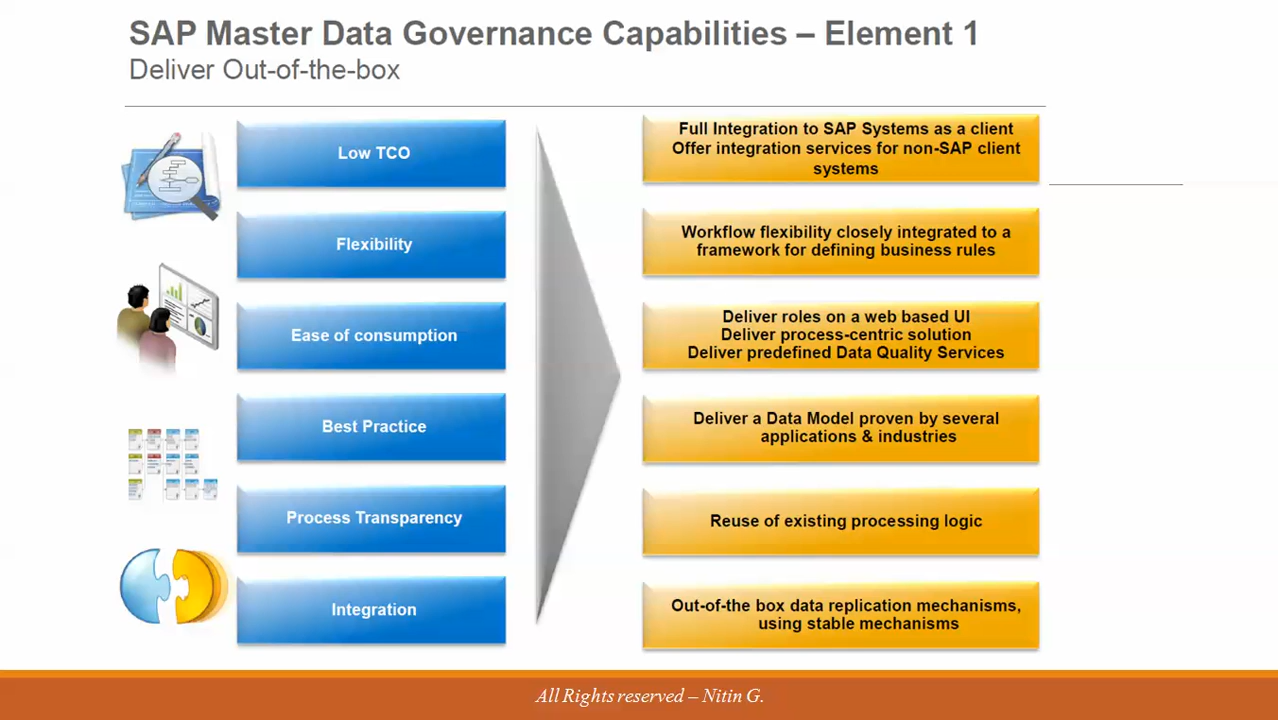 SAP Master Data Governance Capabilities – Element 1
Deliver Out-of-the-box
Low TCO
Full Integration to SAP Systems as a client
Offer integration services for non-SAP client
systems
Flexibility
Workflow flexibility closely integrated to a
framework for defining business rules
Ease of consumption
Deliver roles on a web based UI
Deliver process-centric solution
Deliver predefined Data Quality Services
Best Practice
Deliver a Data Model proven by several
applications & industries
Process Transparency
Reuse of existing processing logic
Integration
Out-of-the box data replication mechanisms,
using stable mechanisms
All Rights reserved – Nitin G.